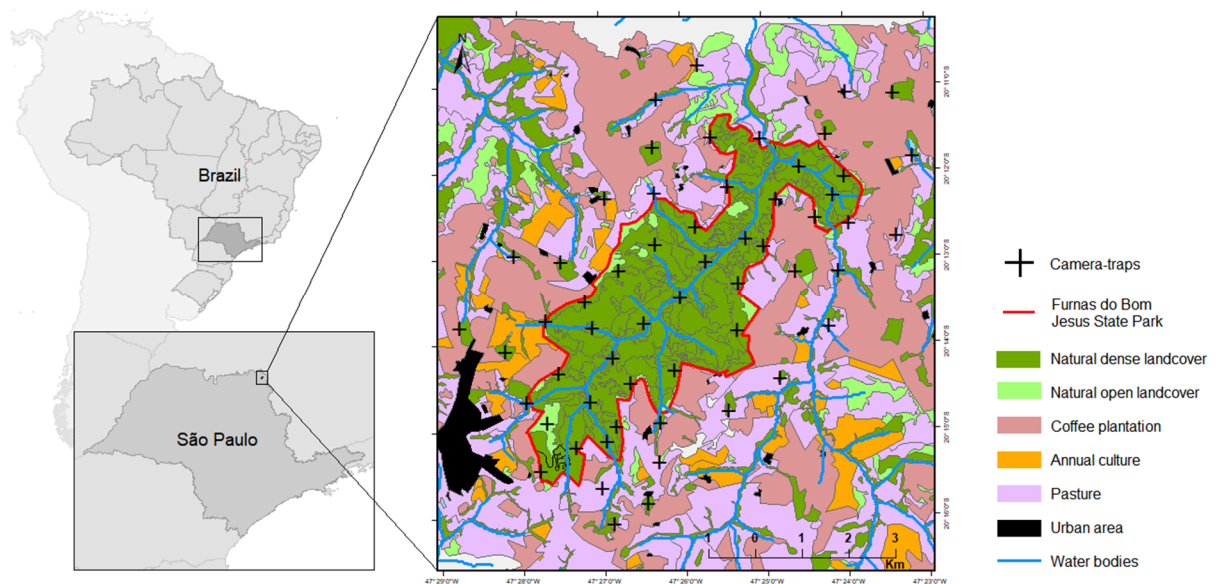 Brazil
São Paulo
20°11'0"S
20°12'0"S
20°13'0"S
20°14'0"S
20°15'0"S
20°16'0"S
1 0 1 2 3
Km
47°29'0"W 47°28'0"W 47°27'0"W 47°26'0"W 47°25'0"W 47°24'0"W 47°23'0"W
Camera-traps
Furnas do Bom
Jesus State Park
Natural dense landcover
Natural open landcover
Coffee plantation
Annual culture
Pasture
Urban area
Water bodies